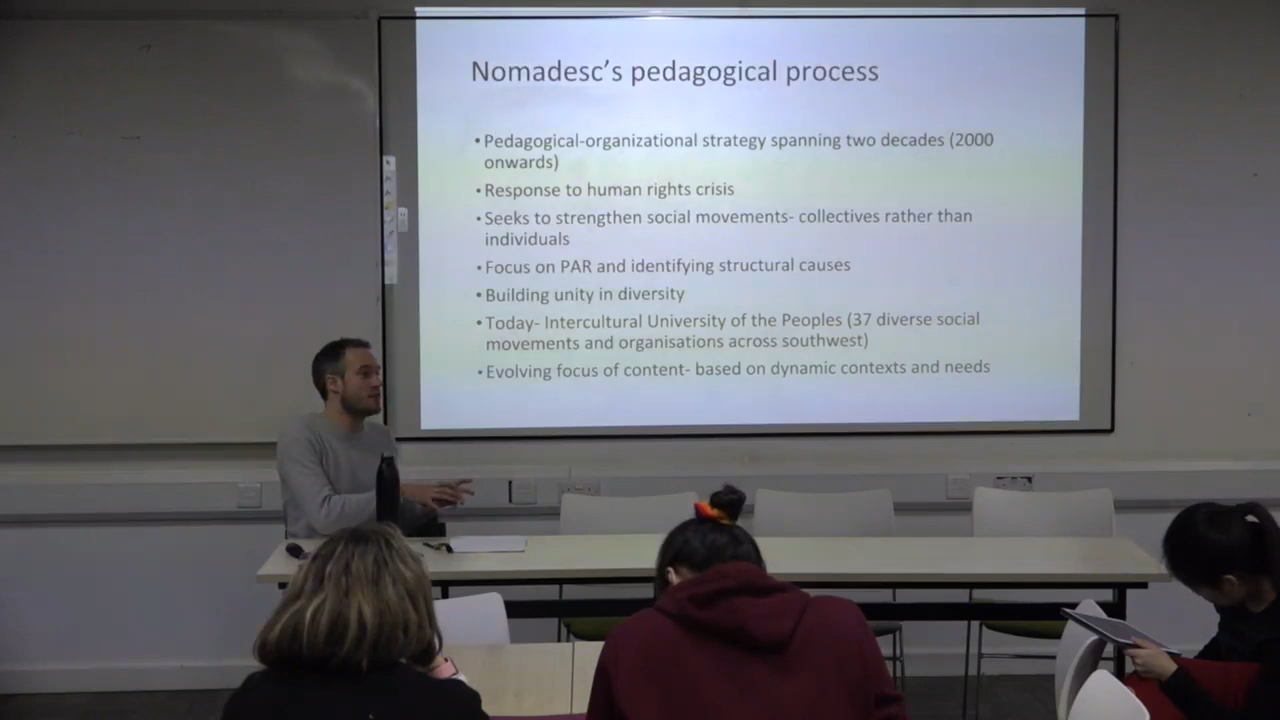 Nomadesc's pedagogical process
• Pedagogical-organizational strategy spanning two decades (2000
onwards)
• Response to human rights crisis
• Seeks to strengthen social movements- collectives rather than
individuals
• Focus on PAR and identifying structural causes
• Building unity in diversity
• Today- Intercultural University of the Peoples (37 diverse social
movements and organisations across southwest)
• Evolving focus of content- based on dynamic contexts and needs